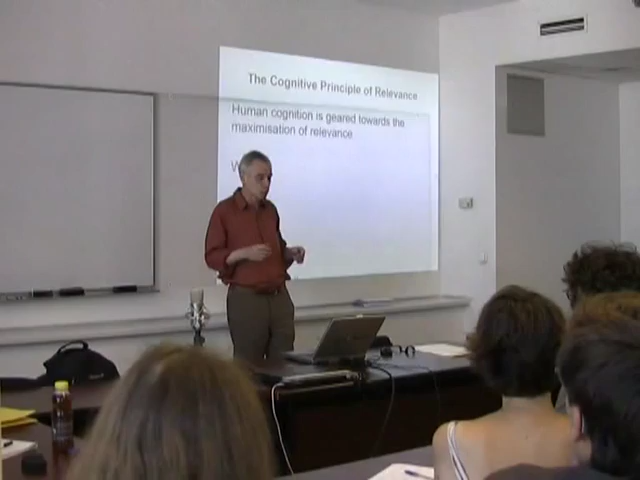 The Cognitive Principle of Relevance
Human cognition is geared towards the
maximisation of relevance